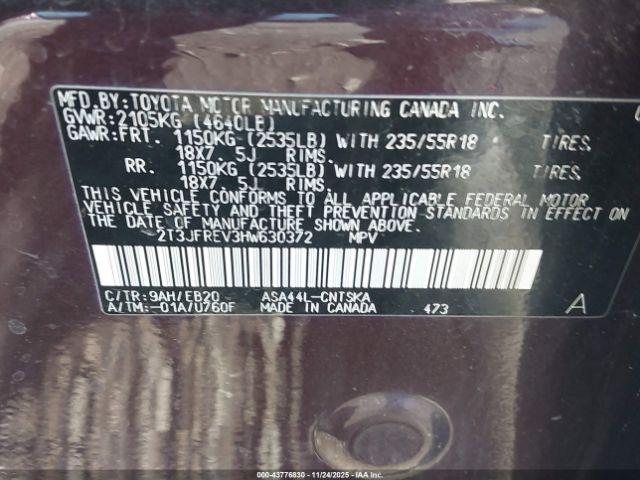 MFD.BY:TOYOTA MOTOR MANUFACTURING CANADA INC.
GVWR:2105KG (4640LB)
GAWR:FRT. 1150KG (2535LB) WITH 235/55R18 TIRES.
18X7.5J RIMS.
RR. 1150KG (2535LB) WITH 235/55R18 TIRES.
18X7.5J RIMS.
THIS VEHICLE CONFORMS TO ALL APPLICABLE FEDERAL MOTOR
VEHICLE SAFETY AND THEFT PREVENTION STANDARDS IN EFFECT ON
THE DATE OF MANUFACTURE SHOWN ABOVE.
2T3JFREV3HW630372 MPV
C/TR:9AH/EB20 ASA44L-CNTSKA
A/TM:-01A/U760F MADE IN CANADA 473 A
000-43776830 - 11/24/2025 - IAAI.CA